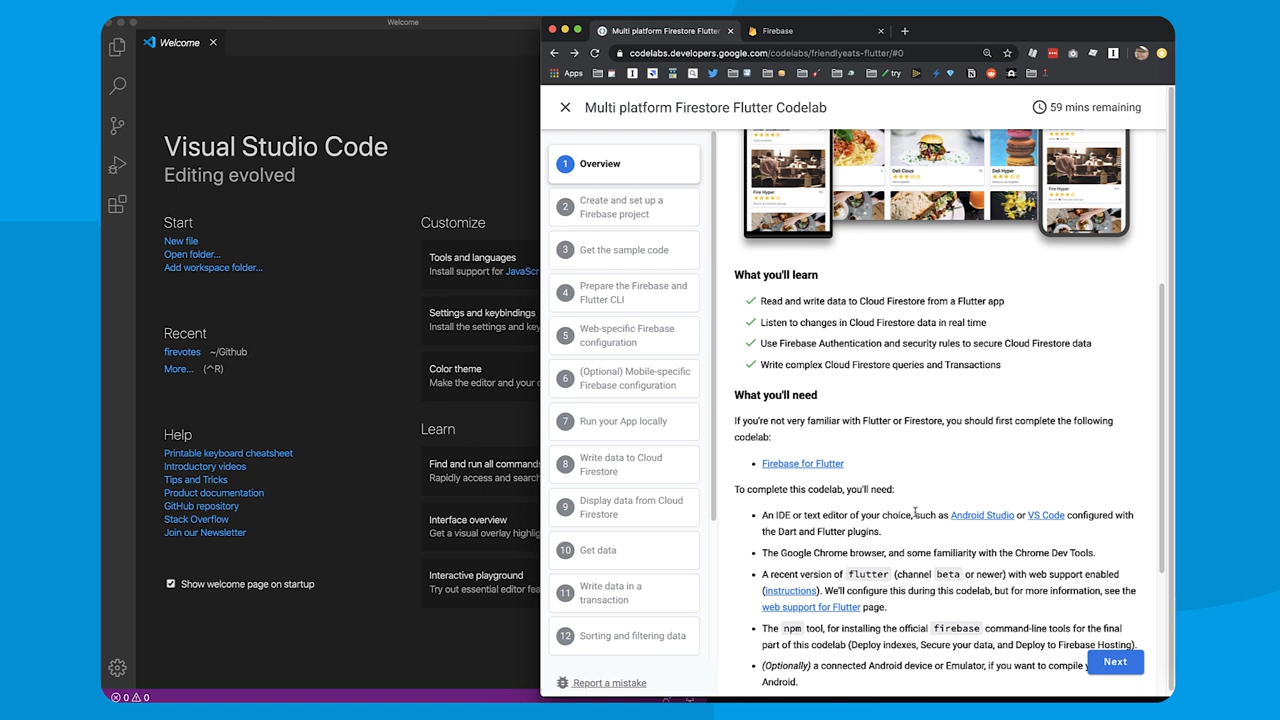 Welcome
Welcome
Visual Studio Code
Editing evolved
Start
New file
Open folder...
Add workspace folder...
Recent
firevotes ~/Github
More... (^R)
Help
Printable keyboard cheatsheet
Introductory videos
Tips and Tricks
Product documentation
GitHub repository
Stack Overflow
Join our Newsletter
Show welcome page on startup
Customize
Tools and languages
Install support for JavaScr
Settings and keybindings
Install the settings and key
Color theme
Make the editor and your c
Learn
Find and run all command
Rapidly access and search
Interface overview
Get a visual overlay highligh
Interactive playground
Try out essential editor fea
0 0
Multi platform Firestore Flutter
Firebase
codelabs.developers.google.com/codelabs/friendlyeats-flutter/#0
Apps
try
Multi platform Firestore Flutter Codelab
59 mins remaining
1 Overview
2 Create and set up a
Firebase project
3 Get the sample code
4 Prepare the Firebase and
Flutter CLI
5 Web-specific Firebase
configuration
6 (Optional) Mobile-specific
Firebase configuration
7 Run your App locally
8 Write data to Cloud
Firestore
9 Display data from Cloud
Firestore
10 Get data
11 Write data in a
transaction
12 Sorting and filtering data
Report a mistake
Fire Hyper
Deli Clous
Deli Hyper
Fire Hyper
What you'll learn
Read and write data to Cloud Firestore from a Flutter app
Listen to changes in Cloud Firestore data in real time
Use Firebase Authentication and security rules to secure Cloud Firestore data
Write complex Cloud Firestore queries and Transactions
What you'll need
If you're not very familiar with Flutter or Firestore, you should first complete the following
codelab:
Firebase for Flutter
To complete this codelab, you'll need:
An IDE or text editor of your choice, such as Android Studio or VS Code configured with
the Dart and Flutter plugins.
The Google Chrome browser, and some familiarity with the Chrome Dev Tools.
A recent version of flutter (channel beta or newer) with web support enabled
(instructions). We'll configure this during this codelab, but for more information, see the
web support for Flutter page.
The npm tool, for installing the official firebase command-line tools for the final
part of this codelab (Deploy indexes, Secure your data, and Deploy to Firebase Hosting).
(Optionally) a connected Android device or Emulator, if you want to compile y
Android.
Next